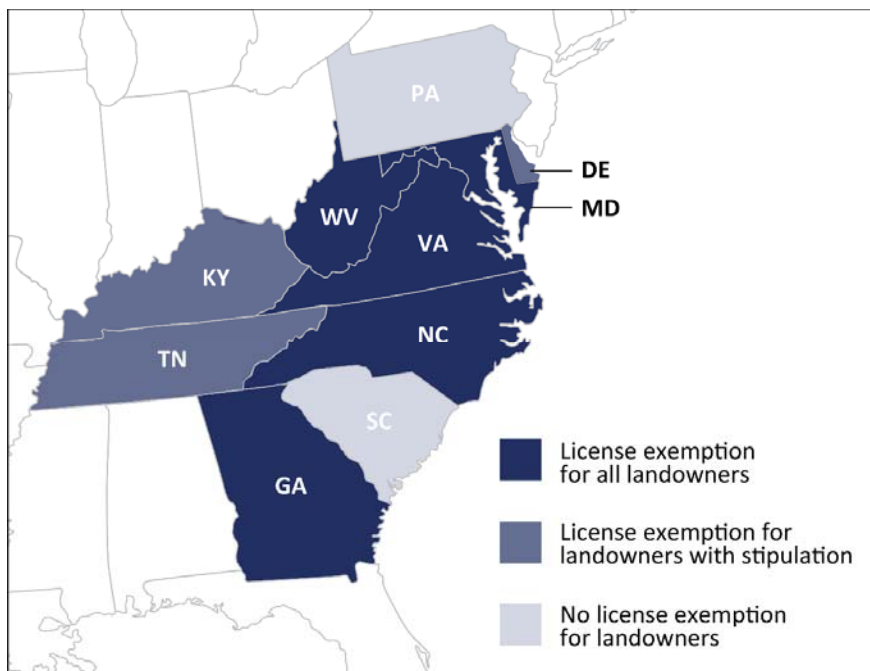 PA
DE
MD
WV
VA
KY
NC
TN
SC
GA
License exemption
for all landowners
License exemption for
landowners with stipulation
No license exemption
for landowners